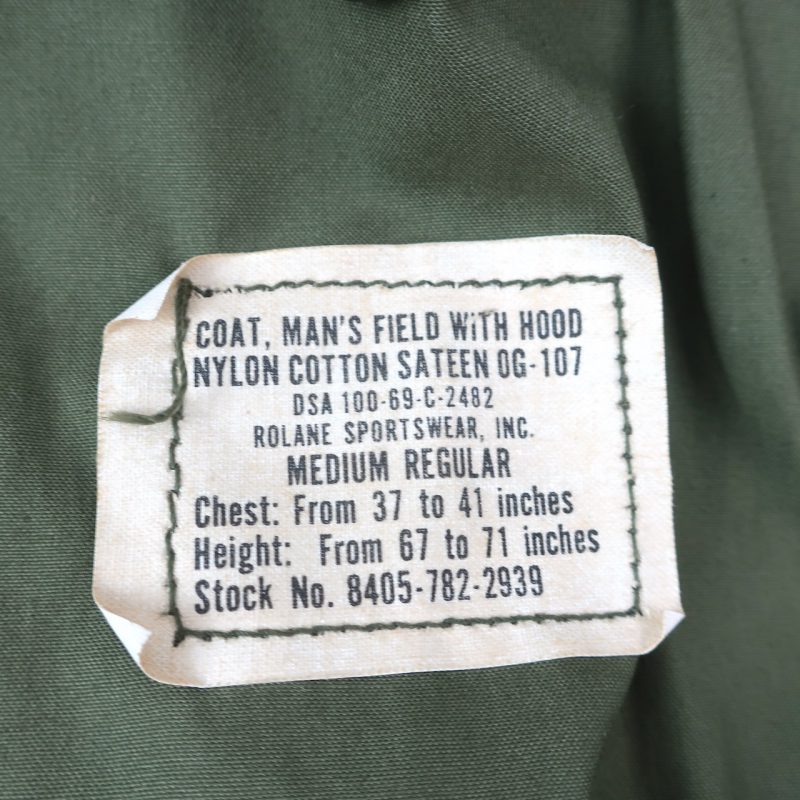 COAT, MAN'S FIELD WiTH HOOD
NYLON COTTON SATEEN OG-107
DSA 100-69-C-2482
ROLANE SPORTSWEAR, INC.
MEDIUM REGULAR
Chest: From 37 to 41 inches
Height: From 67 to 71 inches
Stock No. 8405-782-2939